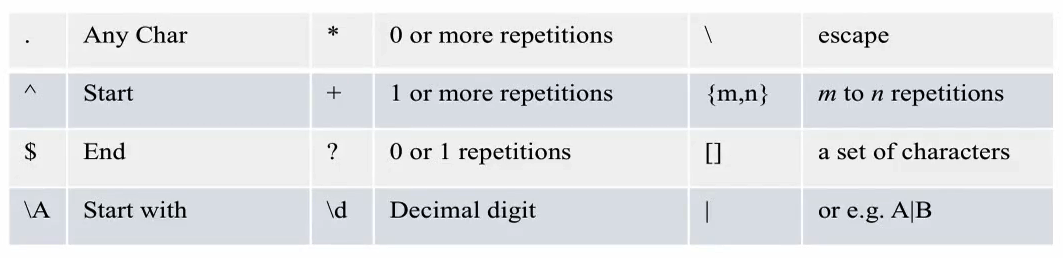 . Any Char * 0 or more repetitions \ escape
^ Start + 1 or more repetitions {m,n} m to n repetitions
$ End ? 0 or 1 repetitions [] a set of characters
\A Start with \d Decimal digit | or e.g. A|B